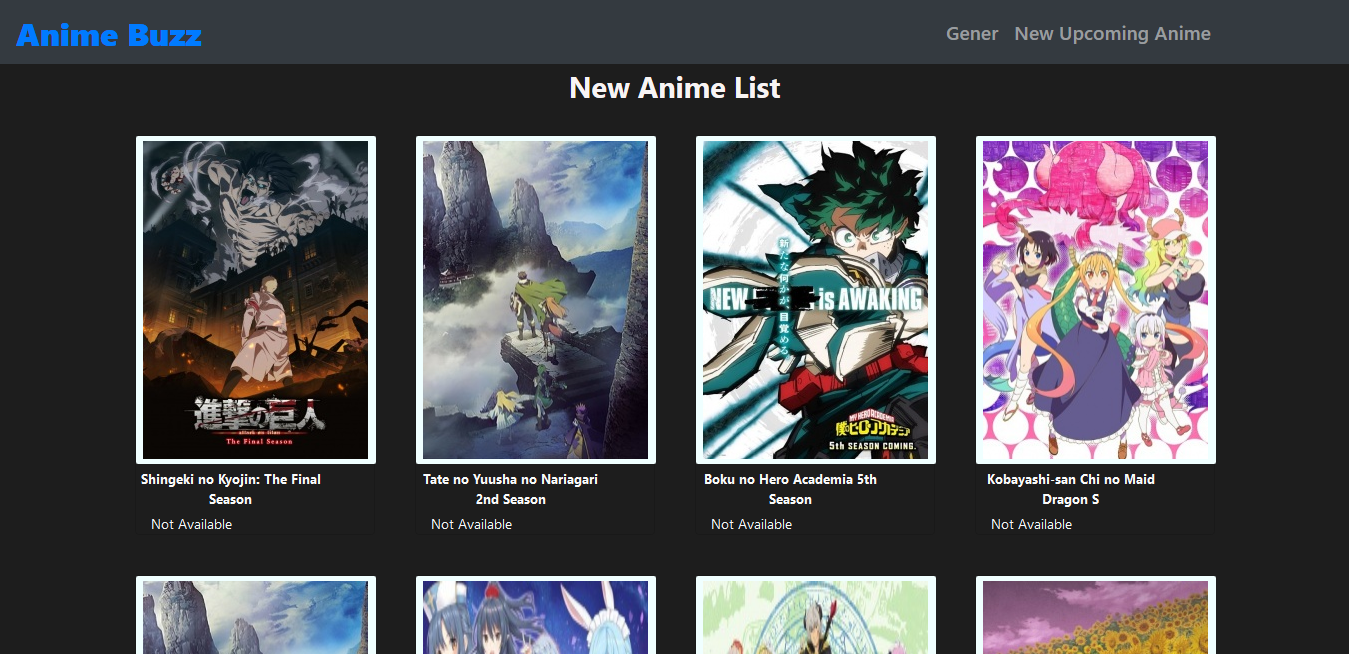 Anime Buzz
Gener
New Upcoming Anime
New Anime List
進撃の巨人
attack on titan
The Final Season
新たな何かが、目覚める
NEW is AWAKING
MY HERO ACADEMIA
僕のヒーローアカデミア
5th SEASON COMING.
Shingeki no Kyojin: The Final
Season
Not Available
Tate no Yuusha no Nariagari
2nd Season
Not Available
Boku no Hero Academia 5th
Season
Not Available
Kobayashi-san Chi no Maid
Dragon S
Not Available